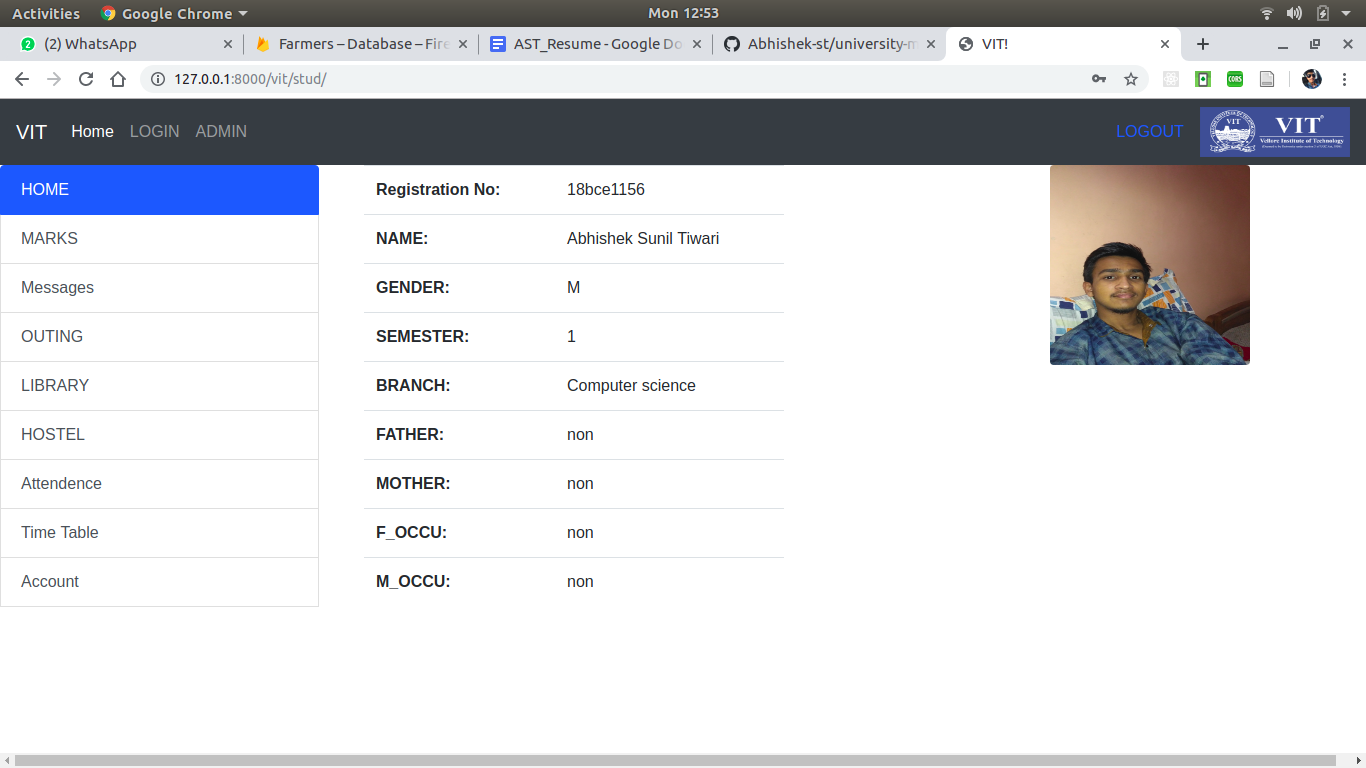 Activities Google Chrome Mon 12:53
(2) WhatsApp Farmers – Database – Fire AST_Resume - Google Do Abhishek-st/university-m VIT!
127.0.0.1:8000/vit/stud/ CORS
VIT Home LOGIN ADMIN LOGOUT VIT
Vellore Institute of Technology
HOME Registration No: 18bce1156
MARKS NAME: Abhishek Sunil Tiwari
Messages GENDER: M
OUTING SEMESTER: 1
LIBRARY BRANCH: Computer science
HOSTEL FATHER: non
Attendence MOTHER: non
Time Table F_OCCU: non
Account M_OCCU: non